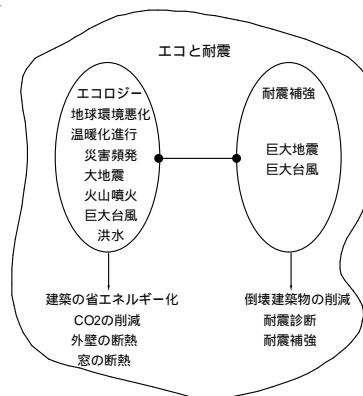 エコと耐震
エコロジー
地球環境悪化
温暖化進行
災害頻発
大地震
火山噴火
巨大台風
洪水
耐震補強
巨大地震
巨大台風
建築の省エネルギー化
CO2の削減
外壁の断熱
窓の断熱
倒壊建築物の削減
耐震診断
耐震補強